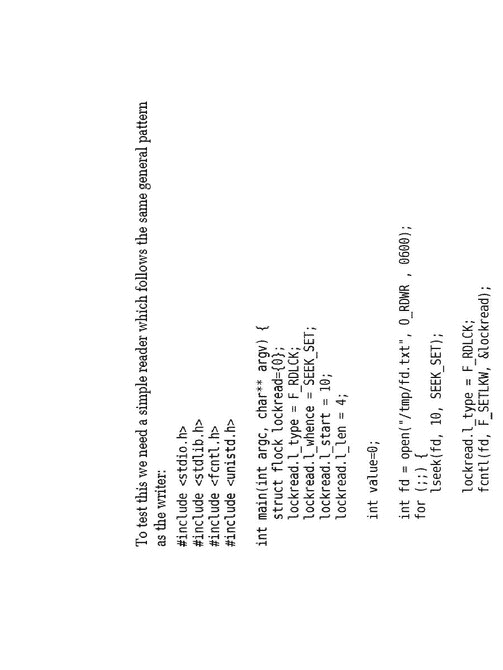 To test this we need a simple reader which follows the same general pattern
as the writer:
#include <stdio.h>
#include <stdlib.h>
#include <fcntl.h>
#include <unistd.h>
int main(int argc, char** argv) {
struct flock lockread={0};
lockread.l_type = F_RDLCK;
lockread.l_whence = SEEK_SET;
lockread.l_start = 10;
lockread.l_len = 4;
int value=0;
int fd = open("/tmp/fd.txt", O_RDWR , 0600);
for (;;) {
lseek(fd, 10, SEEK_SET);
lockread.l_type = F_RDLCK;
fcntl(fd, F_SETLKW, &lockread);